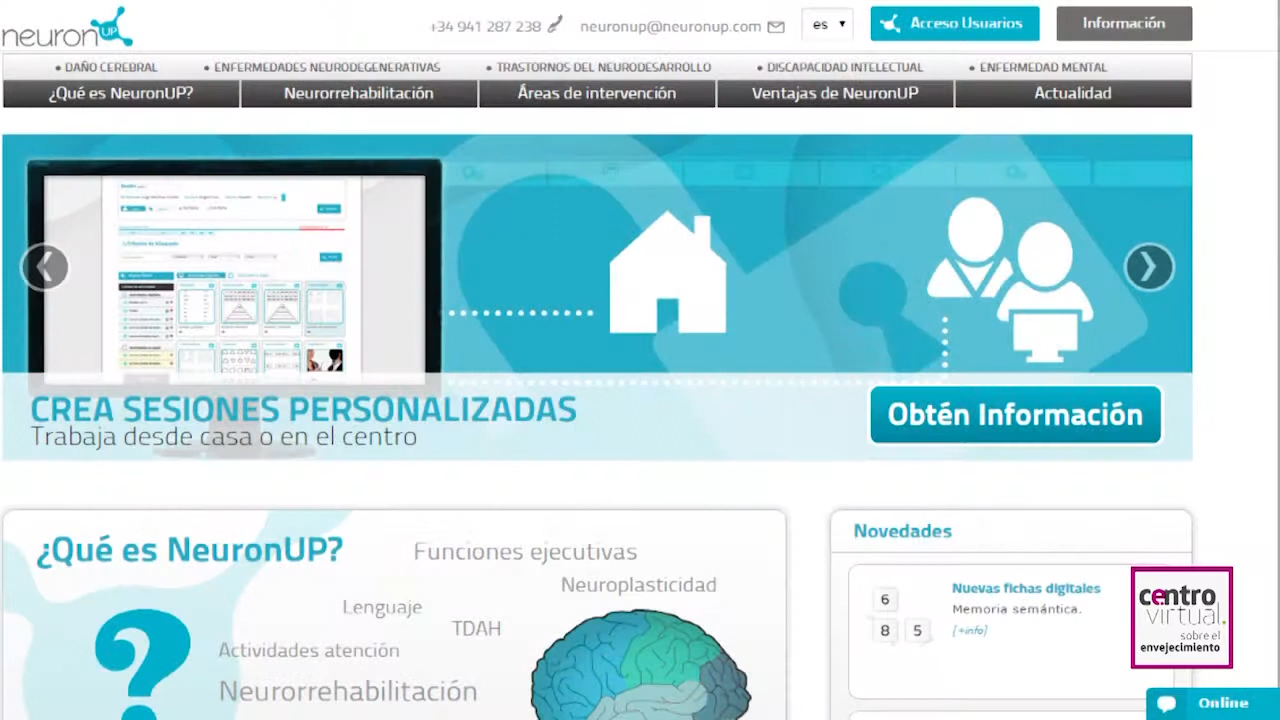 neuronUP
+34 941 287 238
neuronup@neuronup.com
es
Acceso Usuarios
Información
• DAÑO CEREBRAL
• ENFERMEDADES NEURODEGENERATIVAS
• TRASTORNOS DEL NEURODESARROLLO
• DISCAPACIDAD INTELECTUAL
• ENFERMEDAD MENTAL
¿Qué es NeuronUP?
Neurorrehabilitación
Áreas de intervención
Ventajas de NeuronUP
Actualidad
CREA SESIONES PERSONALIZADAS
Trabaja desde casa o en el centro
Obtén Información
¿Qué es NeuronUP?
Funciones ejecutivas
Neuroplasticidad
Lenguaje
TDAH
Actividades atención
Neurorrehabilitación
?
Novedades
6
8 5
Nuevas fichas digitales
Memoria semántica.
[+info]
centro
virtual.
sobre el
envejecimiento
Online